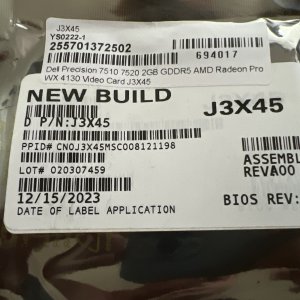 J3X45
YS0222-1
255701372502
694017
Dell Precision 7510 7520 2GB GDDR5 AMD Radeon Pro
WX 4130 Video Card J3X45
NEW BUILD J3X45
D P/N:J3X45
PPID# CN0J3X45MSC008121198
LOT# 020307459
ASSEMBL
REVA00
12/15/2023
BIOS REV:
DATE OF LABEL APPLICATION